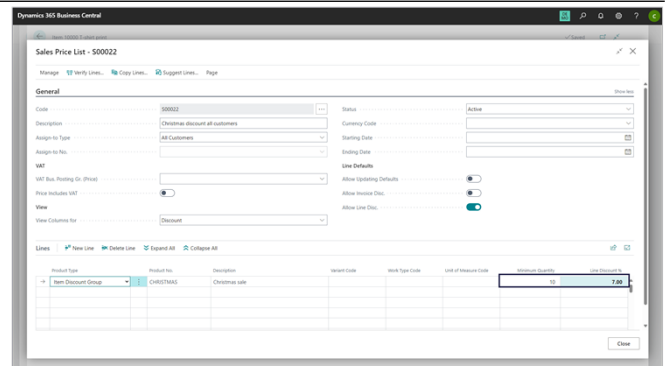 Dynamics 365 Business Central
Item 10000 T-shirt print
Saved
Sales Price List - S00022
Manage Verify Lines... Copy Lines... Suggest Lines... Page
General
Show less
Code S00022
Description Christmas discount all customers
Assign-to Type All Customers
Assign-to No.
VAT
VAT Bus. Posting Gr. (Price)
Price Includes VAT
View
View Columns for Discount
Status Active
Currency Code
Starting Date
Ending Date
Line Defaults
Allow Updating Defaults
Allow Invoice Disc.
Allow Line Disc.
Lines New Line Delete Line Expand All Collapse All
Product Type Product No. Description Variant Code Work Type Code Unit of Measure Code Minimum Quantity Line Discount %
Item Discount Group CHRISTMAS Christmas sale 10 7.00
Close